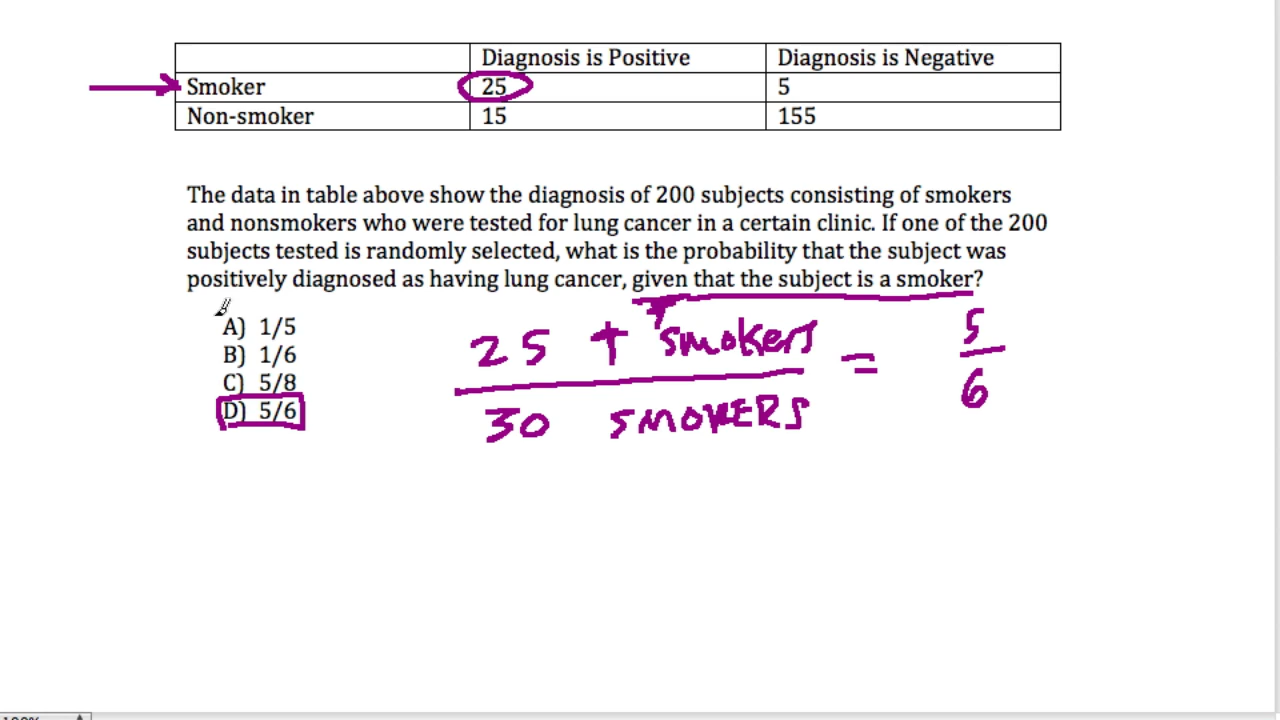 Diagnosis is Positive Diagnosis is Negative
Smoker 25 5
Non-smoker 15 155
The data in table above show the diagnosis of 200 subjects consisting of smokers
and nonsmokers who were tested for lung cancer in a certain clinic. If one of the 200
subjects tested is randomly selected, what is the probability that the subject was
positively diagnosed as having lung cancer, given that the subject is a smoker?
A) 1/5
B) 1/6
C) 5/8
D) 5/6
25 + smokers
30 SMOKERS
=
5
6
100%